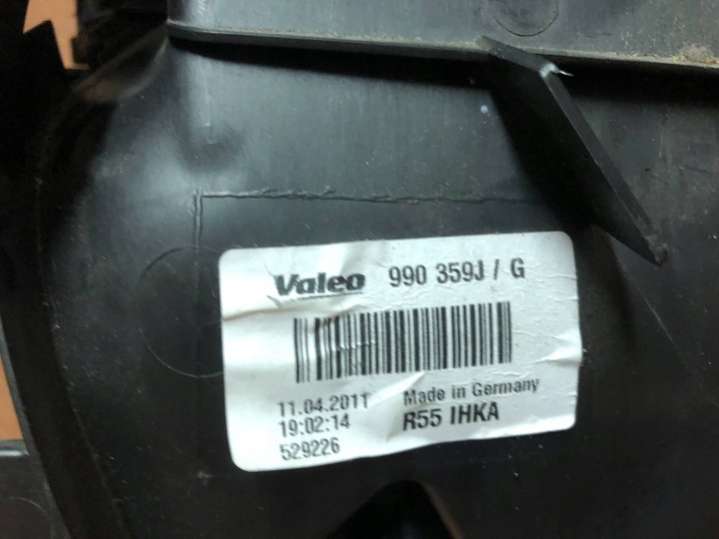 Valeo 990 359J / G
11.04.2011 Made in Germany
19:02:14 R55 IHKA
529226